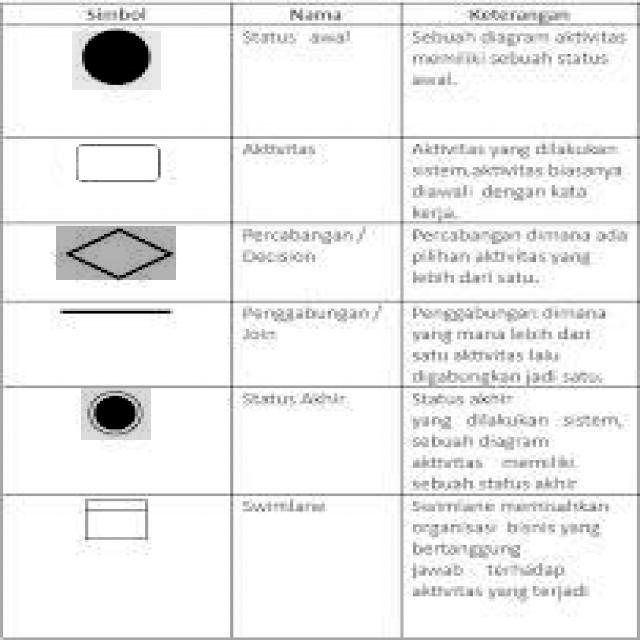 Simbol Nama Keterangan
Status awal
Sebuah diagram aktivitas
memiliki sebuah status
awal.
Aktivitas
Aktivitas yang dilakukan
sistem,aktivitas biasanya
diawali dengan kata
kerja.
Percabangan /
Decision
Percabangan dimana ada
pilihan aktivitas yang
lebih dari satu.
Penggabungan /
Join
Penggabungan dimana
yang mana lebih dari
satu aktivitas lalu
digabungkan jadi satu.
Status Akhir
Status akhir
yang dilakukan sistem,
sebuah diagram
aktivitas memiliki
sebuah status akhir
Swimlane
Swimlane memisahkan
organisasi bisnis yang
bertanggung
jawab terhadap
aktivitas yang terjadi